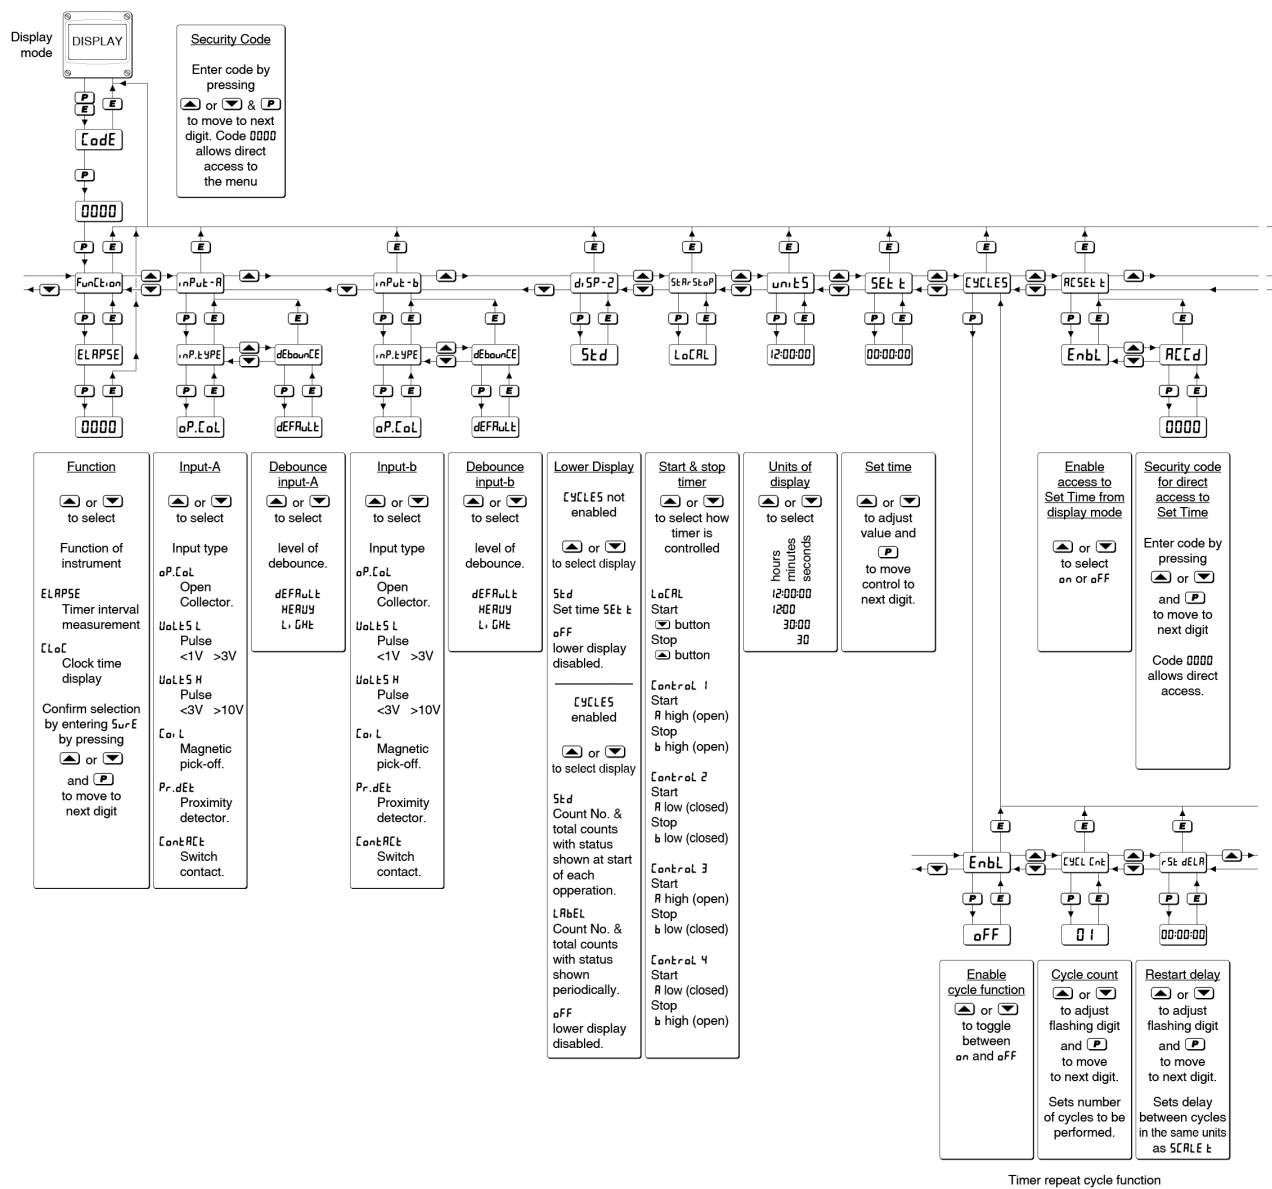 Display
mode
DISPLAY
P
E
E
CodE
P
0000
P
E
Security Code
Enter code by
pressing
or & P
to move to next
digit. Code 0000
allows direct
access to
the menu
E
E
E
E
E
E
E
E
FunCtion
inPut-A
inPut-b
diSP-2
StArStoP
unitS
SEt t
CYCLES
ACSEt t
P E
P E
E
P E
E
P E
P E
P E
P E
P
P E
E
ELAPSE
inP.tYPE
dEbounCE
inP.tYPE
dEbounCE
Std
LoCAL
12:00:00
00:00:00
EnbL
ACCd
P E
P E
P E
P E
P E
P E
0000
oP.CoL
dEFAuLt
oP.CoL
dEFAuLt
0000
Function
or
to select
Function of
instrument
ELAPSE
Timer interval
measurement
CLoC
Clock time
display
Confirm selection
by entering SurE
by pressing
or
and P
to move to
next digit
Input-A
or
to select
Input type
oP.CoL
Open
Collector.
VoLtS L
Pulse
<1V >3V
VoLtS H
Pulse
<3V >10V
Coi L
Magnetic
pick-off.
Pr.dEt
Proximity
detector.
ContACt
Switch
contact.
Debounce
input-A
or
to select
level of
debounce.
dEFAuLt
HEAVY
Li GHt
Input-b
or
to select
Input type
oP.CoL
Open
Collector.
VoLtS L
Pulse
<1V >3V
VoLtS H
Pulse
<3V >10V
Coi L
Magnetic
pick-off.
Pr.dEt
Proximity
detector.
ContACt
Switch
contact.
Debounce
input-b
or
to select
level of
debounce.
dEFAuLt
HEAVY
Li GHt
Lower Display
CYCLES not
enabled
or
to select display
Std
Set time SEt t
oFF
lower display
disabled.
CYCLES
enabled
or
to select display
Std
Count No. &
total counts
with status
shown at start
of each
opperation.
LAbEL
Count No. &
total counts
with status
shown
periodically.
oFF
lower display
disabled.
Start & stop
timer
or
to select how
timer is
controlled
LoCAL
Start
button
Stop
button
ControL 1
Start
A high (open)
Stop
b high (open)
ControL 2
Start
A low (closed)
Stop
b low (closed)
ControL 3
Start
A high (open)
Stop
b low (closed)
ControL 4
Start
A low (closed)
Stop
b high (open)
Units of
display
or
to select
hours
minutes
seconds
12:00:00
12:00
30:00
30
Set time
or
to adjust
value and
P
to move
control to
next digit.
Enable
access to
Set Time from
display mode
or
to select
on or oFF
Security code
for direct
access to
Set Time
Enter code by
pressing
or
and P
to move to
next digit
Code 0000
allows direct
access.
E
E
E
EnbL
CYCL Cnt
rSt dELA
P E
P E
P E
oFF
01
00:00:00
Enable
cycle function
or
to toggle
between
on and oFF
Cycle count
or
to adjust
flashing digit
and P
to move
to next digit.
Sets number
of cycles to be
performed.
Restart delay
or
to adjust
flashing digit
and P
to move
to next digit.
Sets delay
between cycles
in the same units
as SCALE t
Timer repeat cycle function